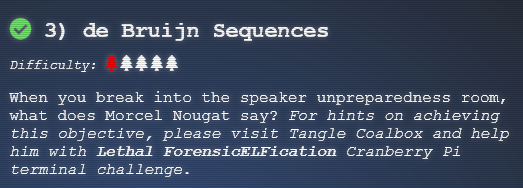 3) de Bruijn Sequences
Difficulty:
When you break into the speaker unpreparedness room,
what does Morcel Nougat say? For hints on achieving
this objective, please visit Tangle Coalbox and help
him with Lethal ForensicELFication Cranberry Pi
terminal challenge.